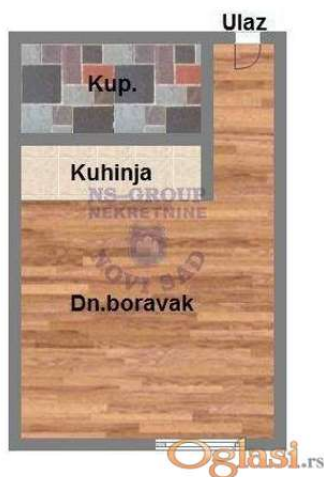 Ulaz
Kup.
Kuhinja
NS-GROUP
NEKRETNINE
NOVI SAD
Dn.boravak
Oglasi.rs